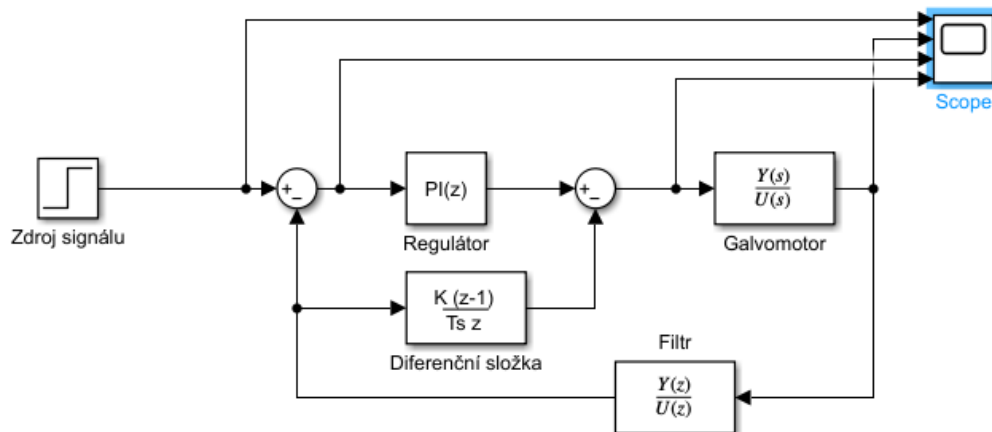 Scope
Zdroj signálu
+
−
PI(z)
Regulátor
+
−
Y(s)
U(s)
Galvomotor
K (z-1)
Ts z
Diferenční složka
Filtr
Y(z)
U(z)